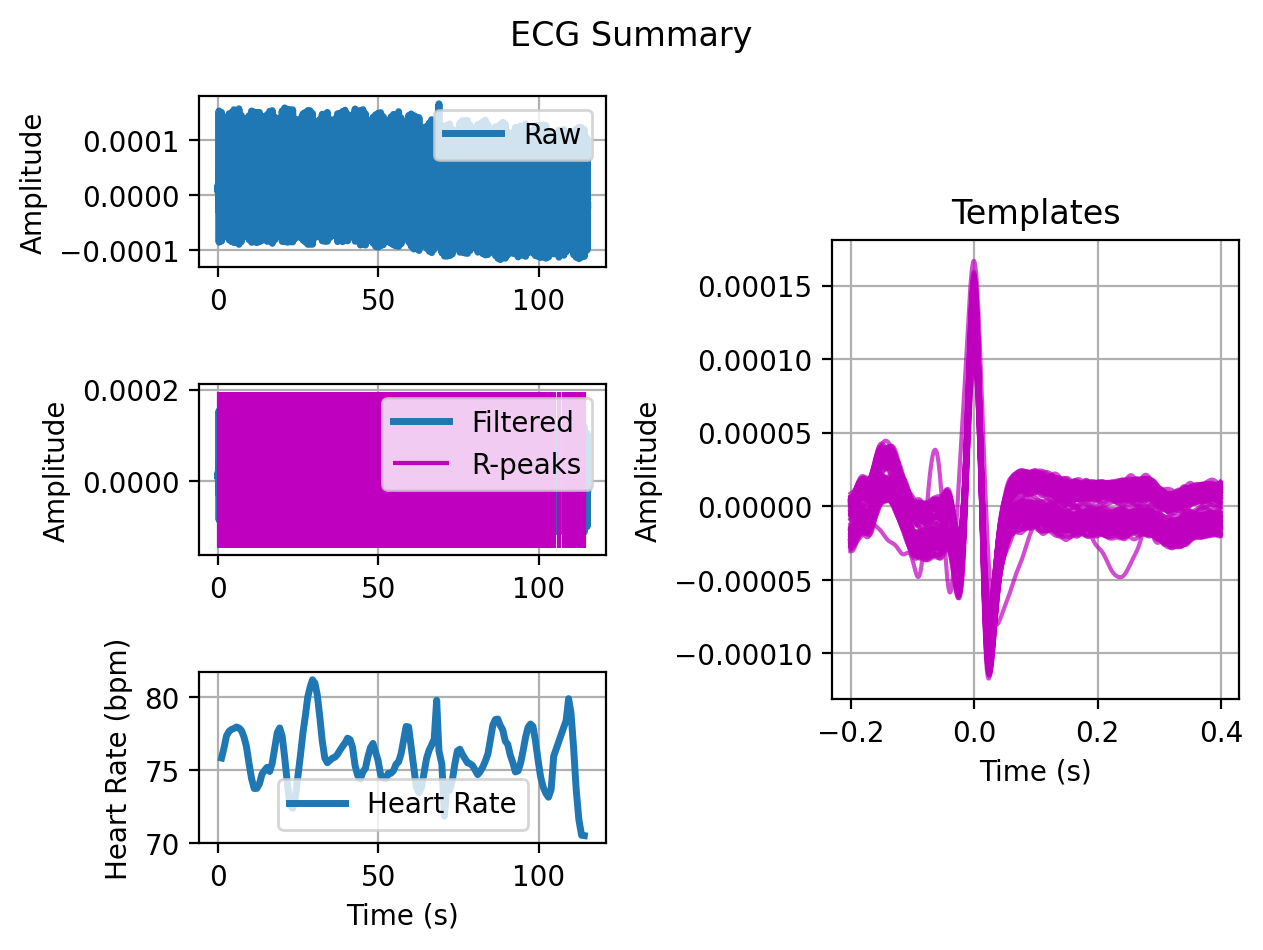 ECG Summary
Amplitude
0.0001
0.0000
−0.0001
Raw
0 50 100
Amplitude
0.0002
0.0000
Filtered
R-peaks
0 50 100
Heart Rate (bpm)
80
75
70
Heart Rate
0 50 100
Time (s)
Templates
Amplitude
0.00015
0.00010
0.00005
0.00000
−0.00005
−0.00010
−0.2 0.0 0.2 0.4
Time (s)